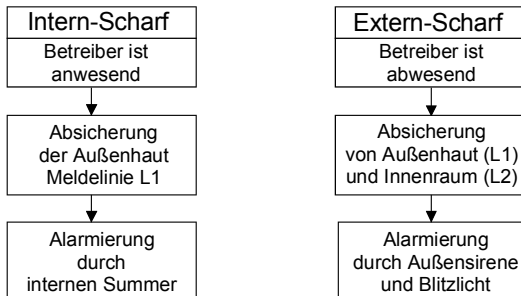 Intern-Scharf
Betreiber ist
anwesend
Absicherung
der Außenhaut
Meldelinie L1
Alarmierung
durch
internen Summer
Extern-Scharf
Betreiber ist
abwesend
Absicherung
von Außenhaut (L1)
und Innenraum (L2)
Alarmierung
durch Außensirene
und Blitzlicht